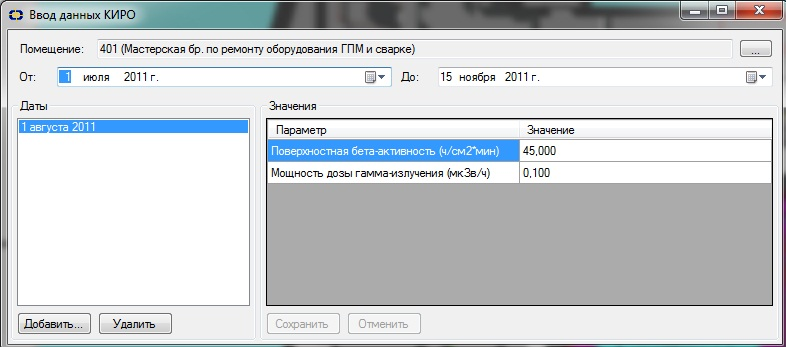 Ввод данных КИРО
Помещение: 401 (Мастерская бр. по ремонту оборудования ГПМ и сварке) ...
От: 1 июля 2011 г. До: 15 ноября 2011 г.
Даты
1 августа 2011
Добавить... Удалить
Значения
Параметр Значение
Поверхностная бета-активность (ч/см2*мин) 45,000
Мощность дозы гамма-излучения (мкЗв/ч) 0,100
Сохранить Отменить